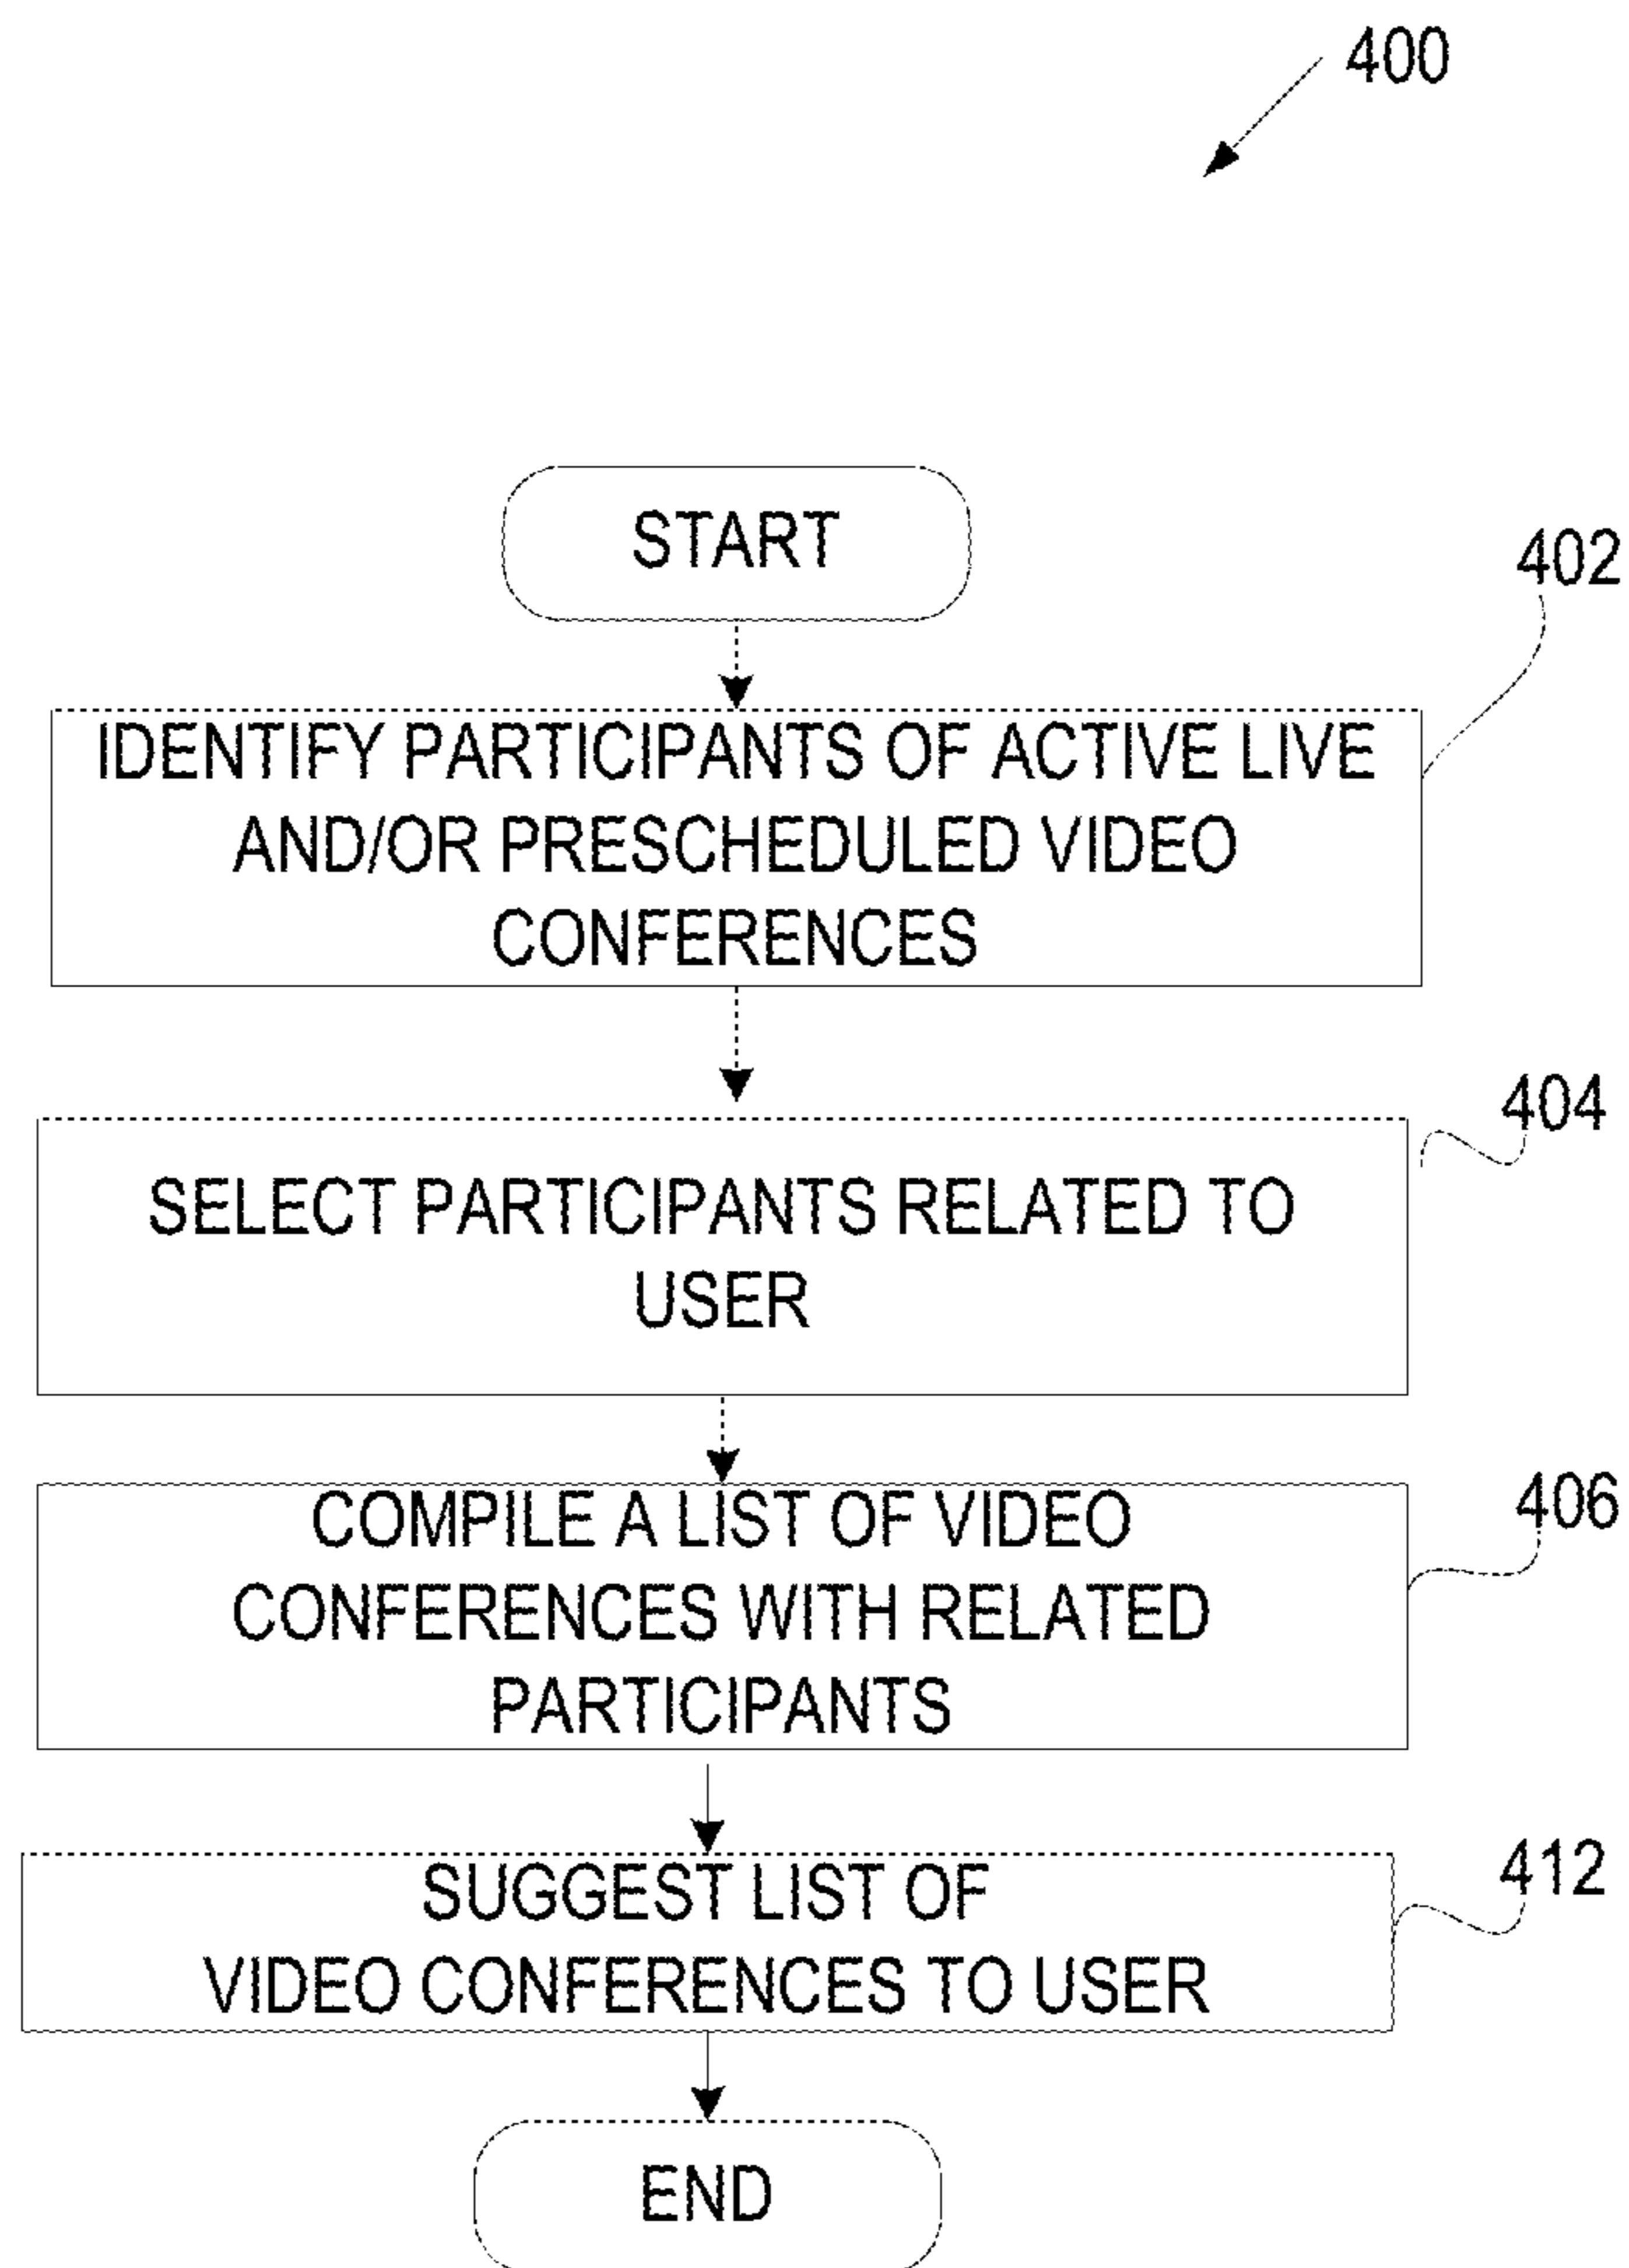 400
START
402
IDENTIFY PARTICIPANTS OF ACTIVE LIVE
AND/OR PRESCHEDULED VIDEO
CONFERENCES
404
SELECT PARTICIPANTS RELATED TO
USER
406
COMPILE A LIST OF VIDEO
CONFERENCES WITH RELATED
PARTICIPANTS
412
SUGGEST LIST OF
VIDEO CONFERENCES TO USER
END